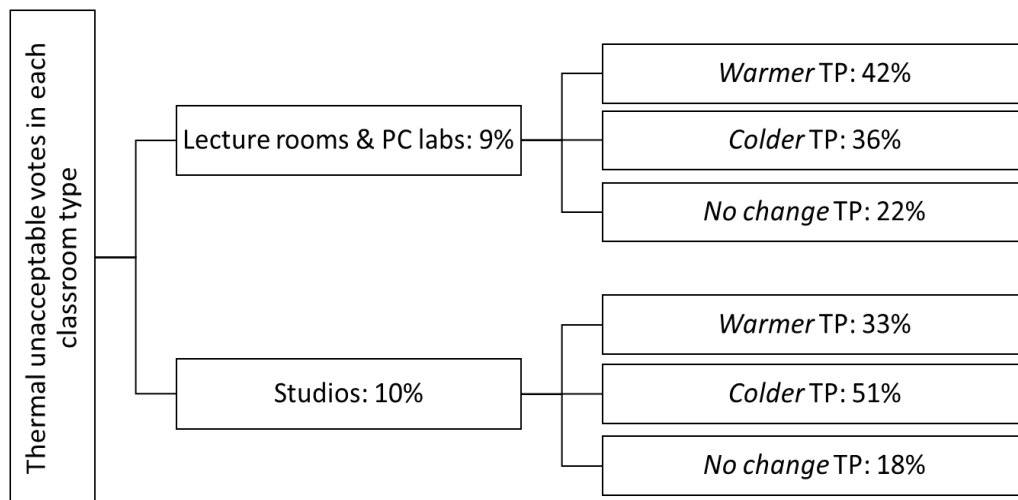 Thermal unacceptable votes in each
classroom type
Lecture rooms & PC labs: 9%
Warmer TP: 42%
Colder TP: 36%
No change TP: 22%
Studios: 10%
Warmer TP: 33%
Colder TP: 51%
No change TP: 18%